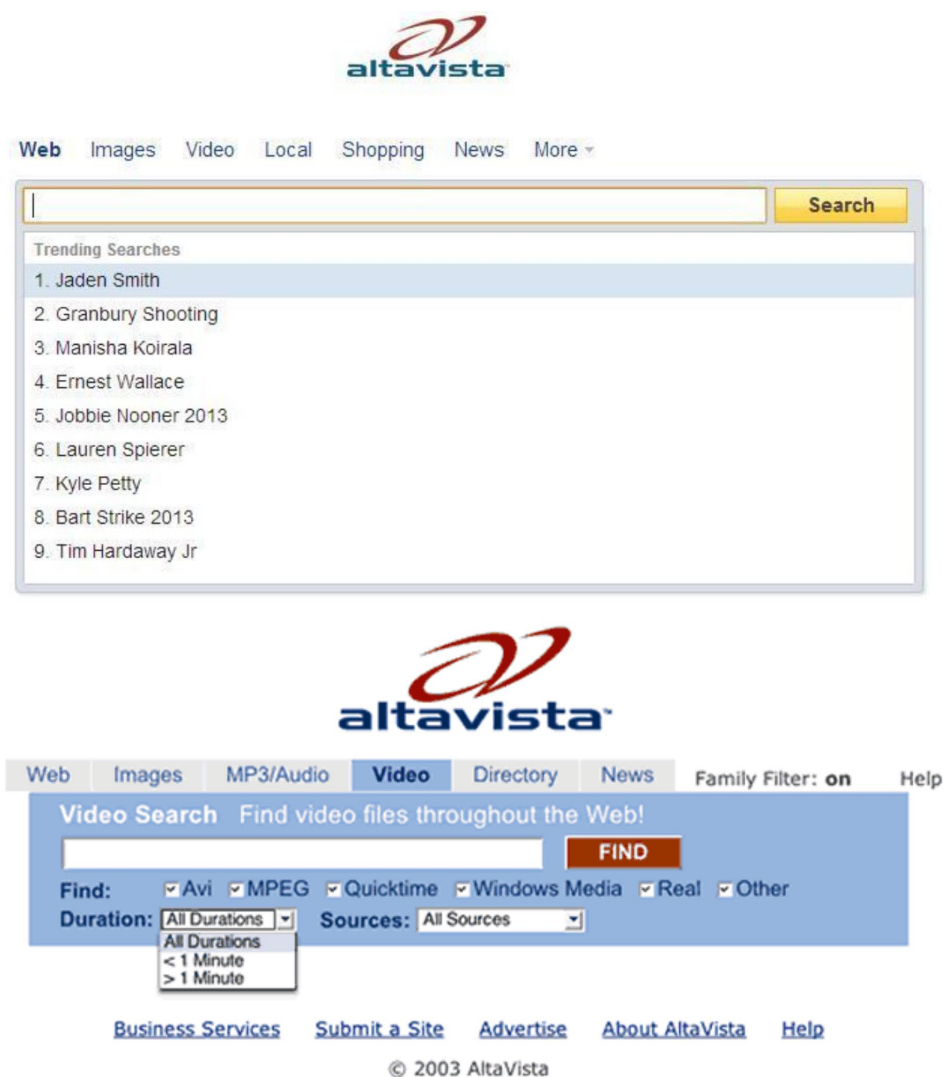 altavista™
Web Images Video Local Shopping News More
Search
Trending Searches
1. Jaden Smith
2. Granbury Shooting
3. Manisha Koirala
4. Ernest Wallace
5. Jobbie Nooner 2013
6. Lauren Spierer
7. Kyle Petty
8. Bart Strike 2013
9. Tim Hardaway Jr
altavista™
Web Images MP3/Audio Video Directory News Family Filter: on Help
Video Search Find video files throughout the Web!
FIND
Find: Avi MPEG Quicktime Windows Media Real Other
Duration: All Durations Sources: All Sources
All Durations
< 1 Minute
> 1 Minute
Business Services Submit a Site Advertise About AltaVista Help
© 2003 AltaVista